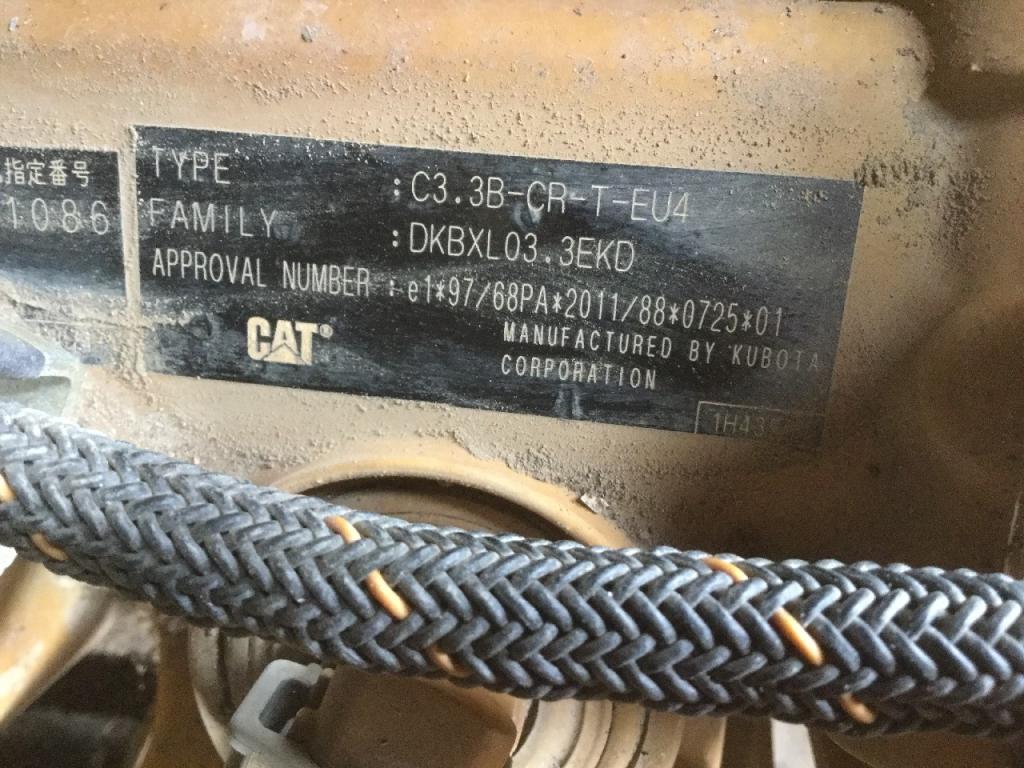 指定番号
1086
TYPE : C3.3B-CR-T-EU4
FAMILY : DKBXL03.3EKD
APPROVAL NUMBER : e1*97/68PA*2011/88*0725*01
CAT®
MANUFACTURED BY KUBOTA
CORPORATION